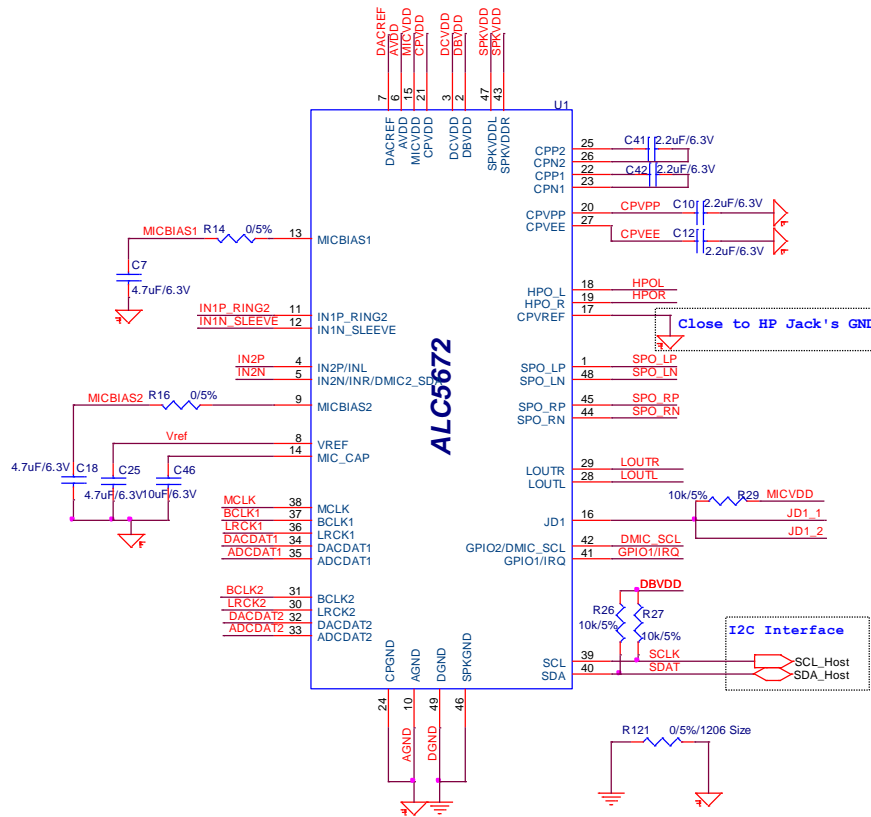 DACREF
AVDD
MICVDD
CPVDD
DCVDD
DBVDD
SPKVDD
SPKVDD
7
6
15
21
3
2
47
43
U1
DACREF
AVDD
MICVDD
CPVDD
DCVDD
DBVDD
SPKVDDL
SPKVDDR
MICBIAS1
R14 0/5%
13
MICBIAS1
C7
4.7uF/6.3V
IN1P_RING2
11
IN1P_RING2
IN1N_SLEEVE
12
IN1N_SLEEVE
IN2P
4
IN2P/INL
IN2N
5
IN2N/INR/DMIC2_SDA
MICBIAS2
R16 0/5%
9
MICBIAS2
Vref
8
VREF
14
MIC_CAP
4.7uF/6.3V
C18
C25
4.7uF/6.3V
C46
10uF/6.3V
MCLK
38
MCLK
BCLK1
37
BCLK1
LRCK1
36
LRCK1
DACDAT1
34
DACDAT1
ADCDAT1
35
ADCDAT1
BCLK2
31
BCLK2
LRCK2
30
LRCK2
DACDAT2
32
DACDAT2
ADCDAT2
33
ADCDAT2
ALC5672
CPP2
25
C41
2.2uF/6.3V
CPN2
26
CPP1
22
C42
2.2uF/6.3V
CPN1
23
CPVPP
20
CPVPP
C10
2.2uF/6.3V
CPVEE
27
CPVEE
C12
2.2uF/6.3V
HPO_L
18
HPOL
HPO_R
19
HPOR
CPVREF
17
Close to HP Jack's GND
SPO_LP
1
SPO_LP
SPO_LN
48
SPO_LN
SPO_RP
45
SPO_RP
SPO_RN
44
SPO_RN
LOUTR
29
LOUTR
LOUTL
28
LOUTL
10k/5%
R29
MICVDD
JD1
16
JD1_1
JD1_2
GPIO2/DMIC_SCL
42
DMIC_SCL
GPIO1/IRQ
41
GPIO1/IRQ
DBVDD
R26
10k/5%
R27
10k/5%
I2C Interface
SCL
39
SCLK
SCL_Host
SDA
40
SDAT
SDA_Host
CPGND
AGND
DGND
SPKGND
24
10
49
46
AGND
DGND
R121 0/5%/1206 Size